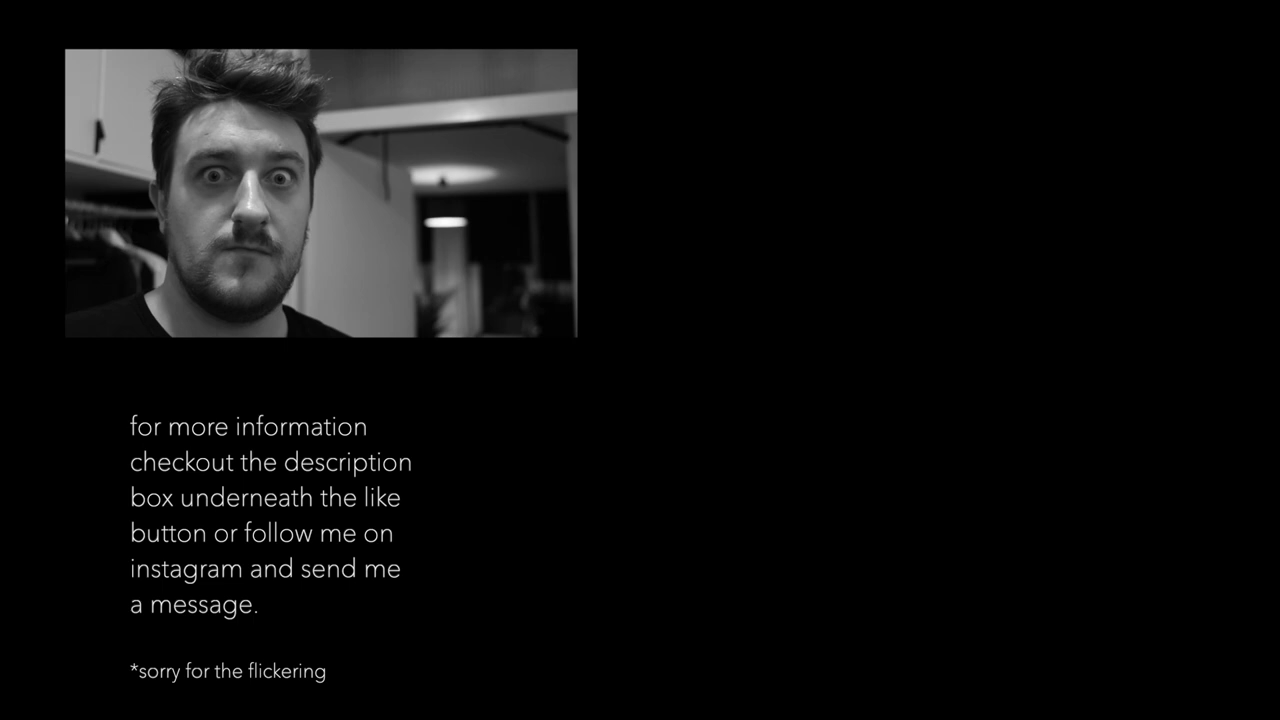 for more information
checkout the description
box underneath the like
button or follow me on
instagram and send me
a message.
*sorry for the flickering